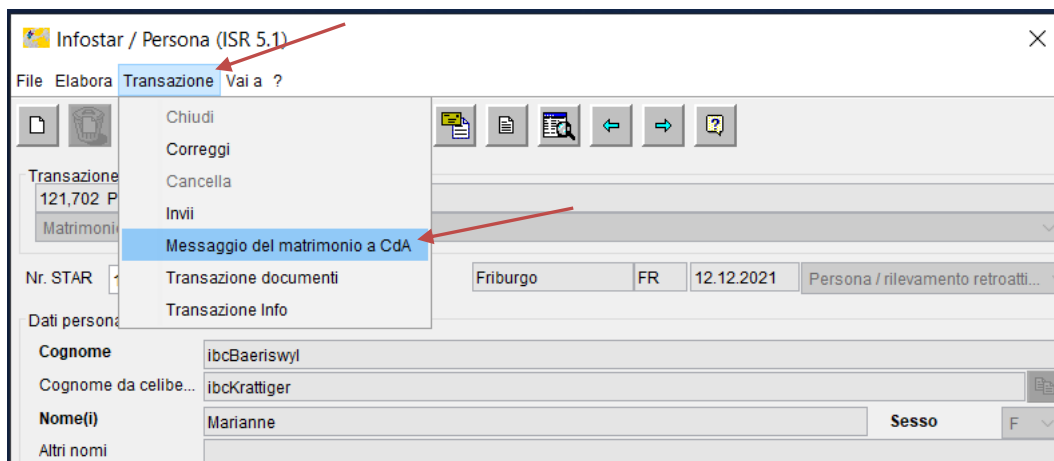 Infostar / Persona (ISR 5.1)
File Elabora Transazione Vai a ?
Chiudi
Correggi
Cancella
Invii
Messaggio del matrimonio a CdA
Transazione documenti
Transazione Info
Transazione
121,702 P
Matrimoni
Nr. STAR Friburgo FR 12.12.2021 Persona / rilevamento retroatti...
Dati persona
Cognome ibcBaeriswyl
Cognome da celibe... ibcKrattiger
Nome(i) Marianne Sesso F
Altri nomi